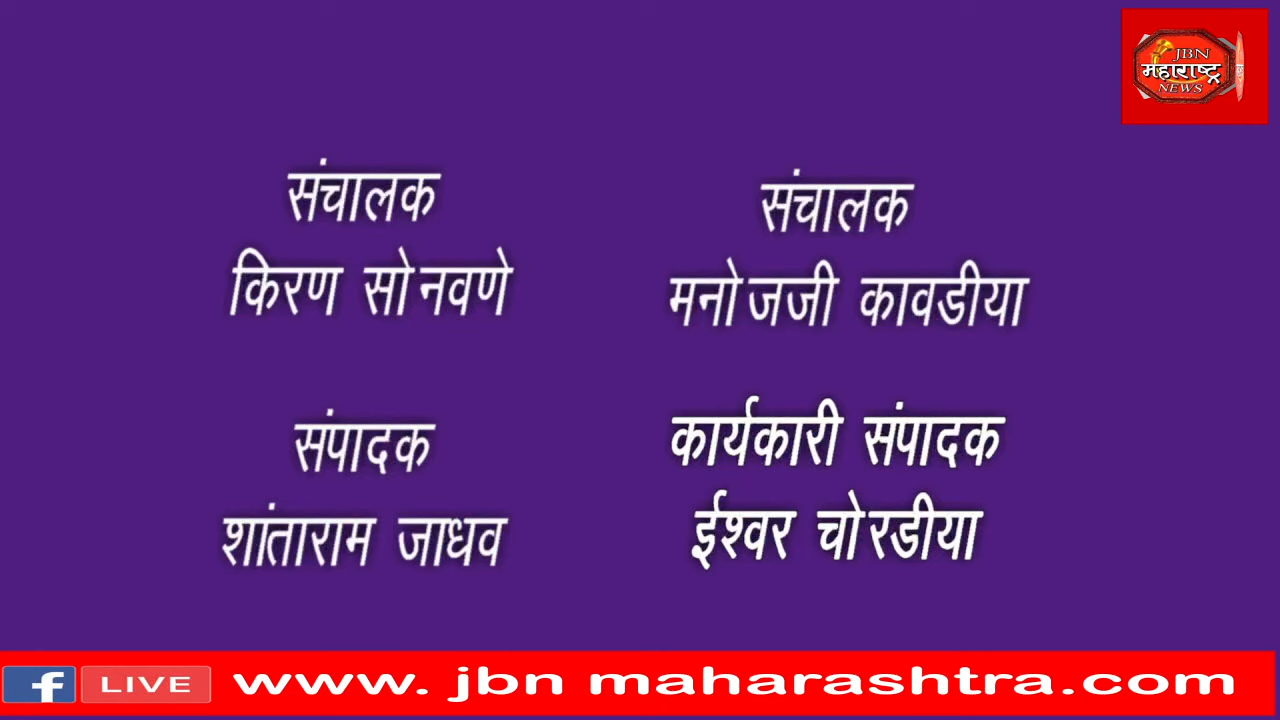 JBN
महाराष्ट्र
NEWS
संचालक
किरण सोनवणे
संचालक
मनोजजी कावडीया
संपादक
शांताराम जाधव
कार्यकारी संपादक
ईश्वर चोरडीया
f LIVE www. jbn maharashtra.com